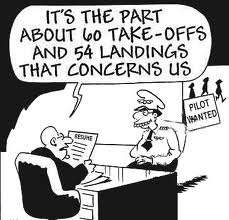 IT'S THE PART
ABOUT 60 TAKE-OFFS
AND 54 LANDINGS
THAT CONCERNS US
PILOT
WANTED
RESUME